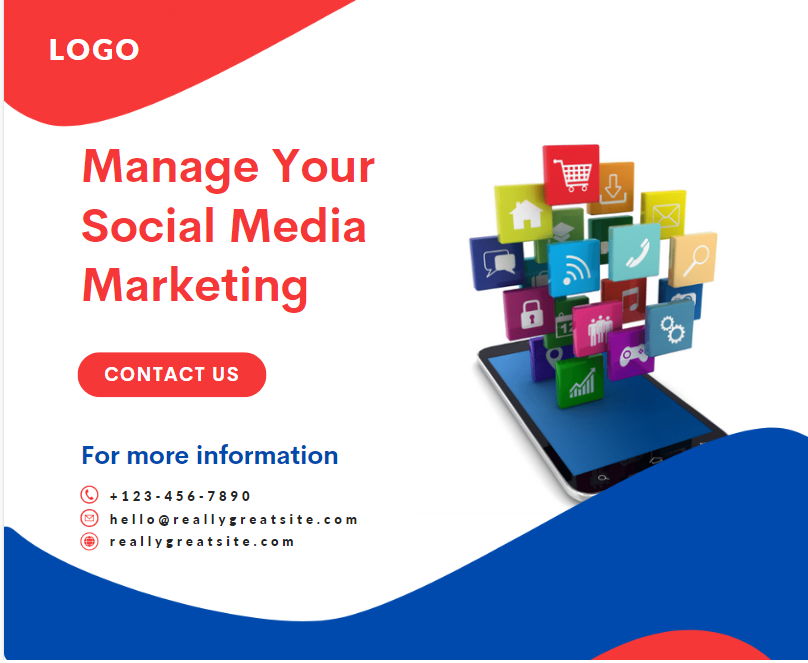 LOGO
Manage Your
Social Media
Marketing
CONTACT US
For more information
+123-456-7890
hello@reallygreatsite.com
reallygreatsite.com
12